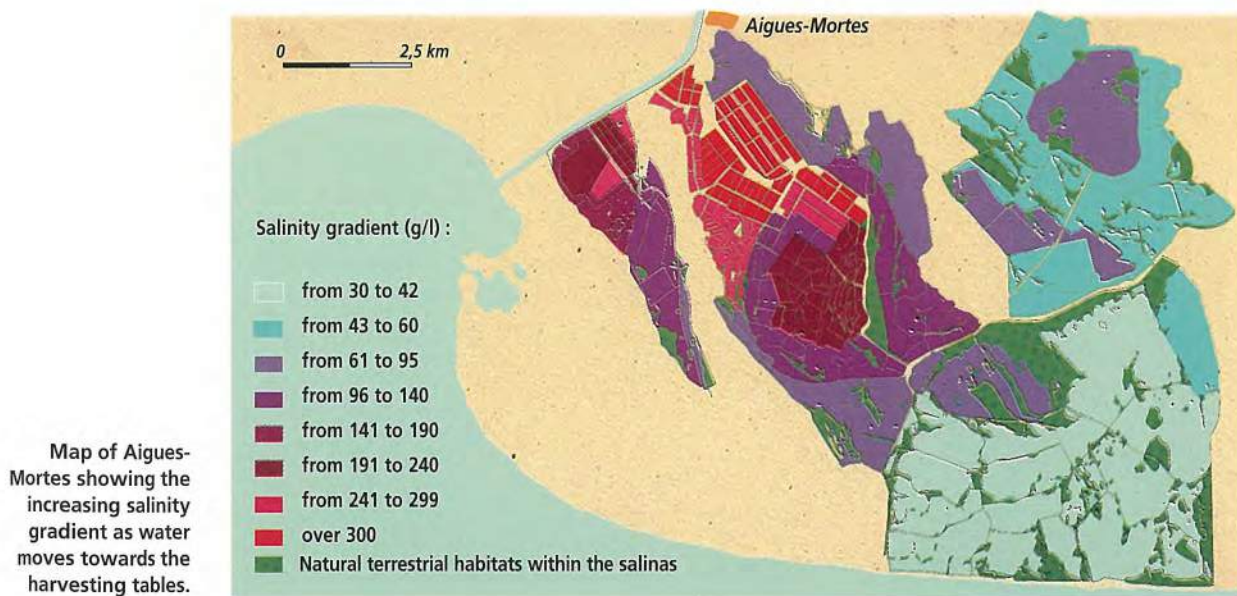 Aigues-Mortes
0 2,5 km
Salinity gradient (g/l) :
from 30 to 42
from 43 to 60
from 61 to 95
from 96 to 140
from 141 to 190
from 191 to 240
from 241 to 299
over 300
Natural terrestrial habitats within the salinas
Map of Aigues-
Mortes showing the
increasing salinity
gradient as water
moves towards the
harvesting tables.